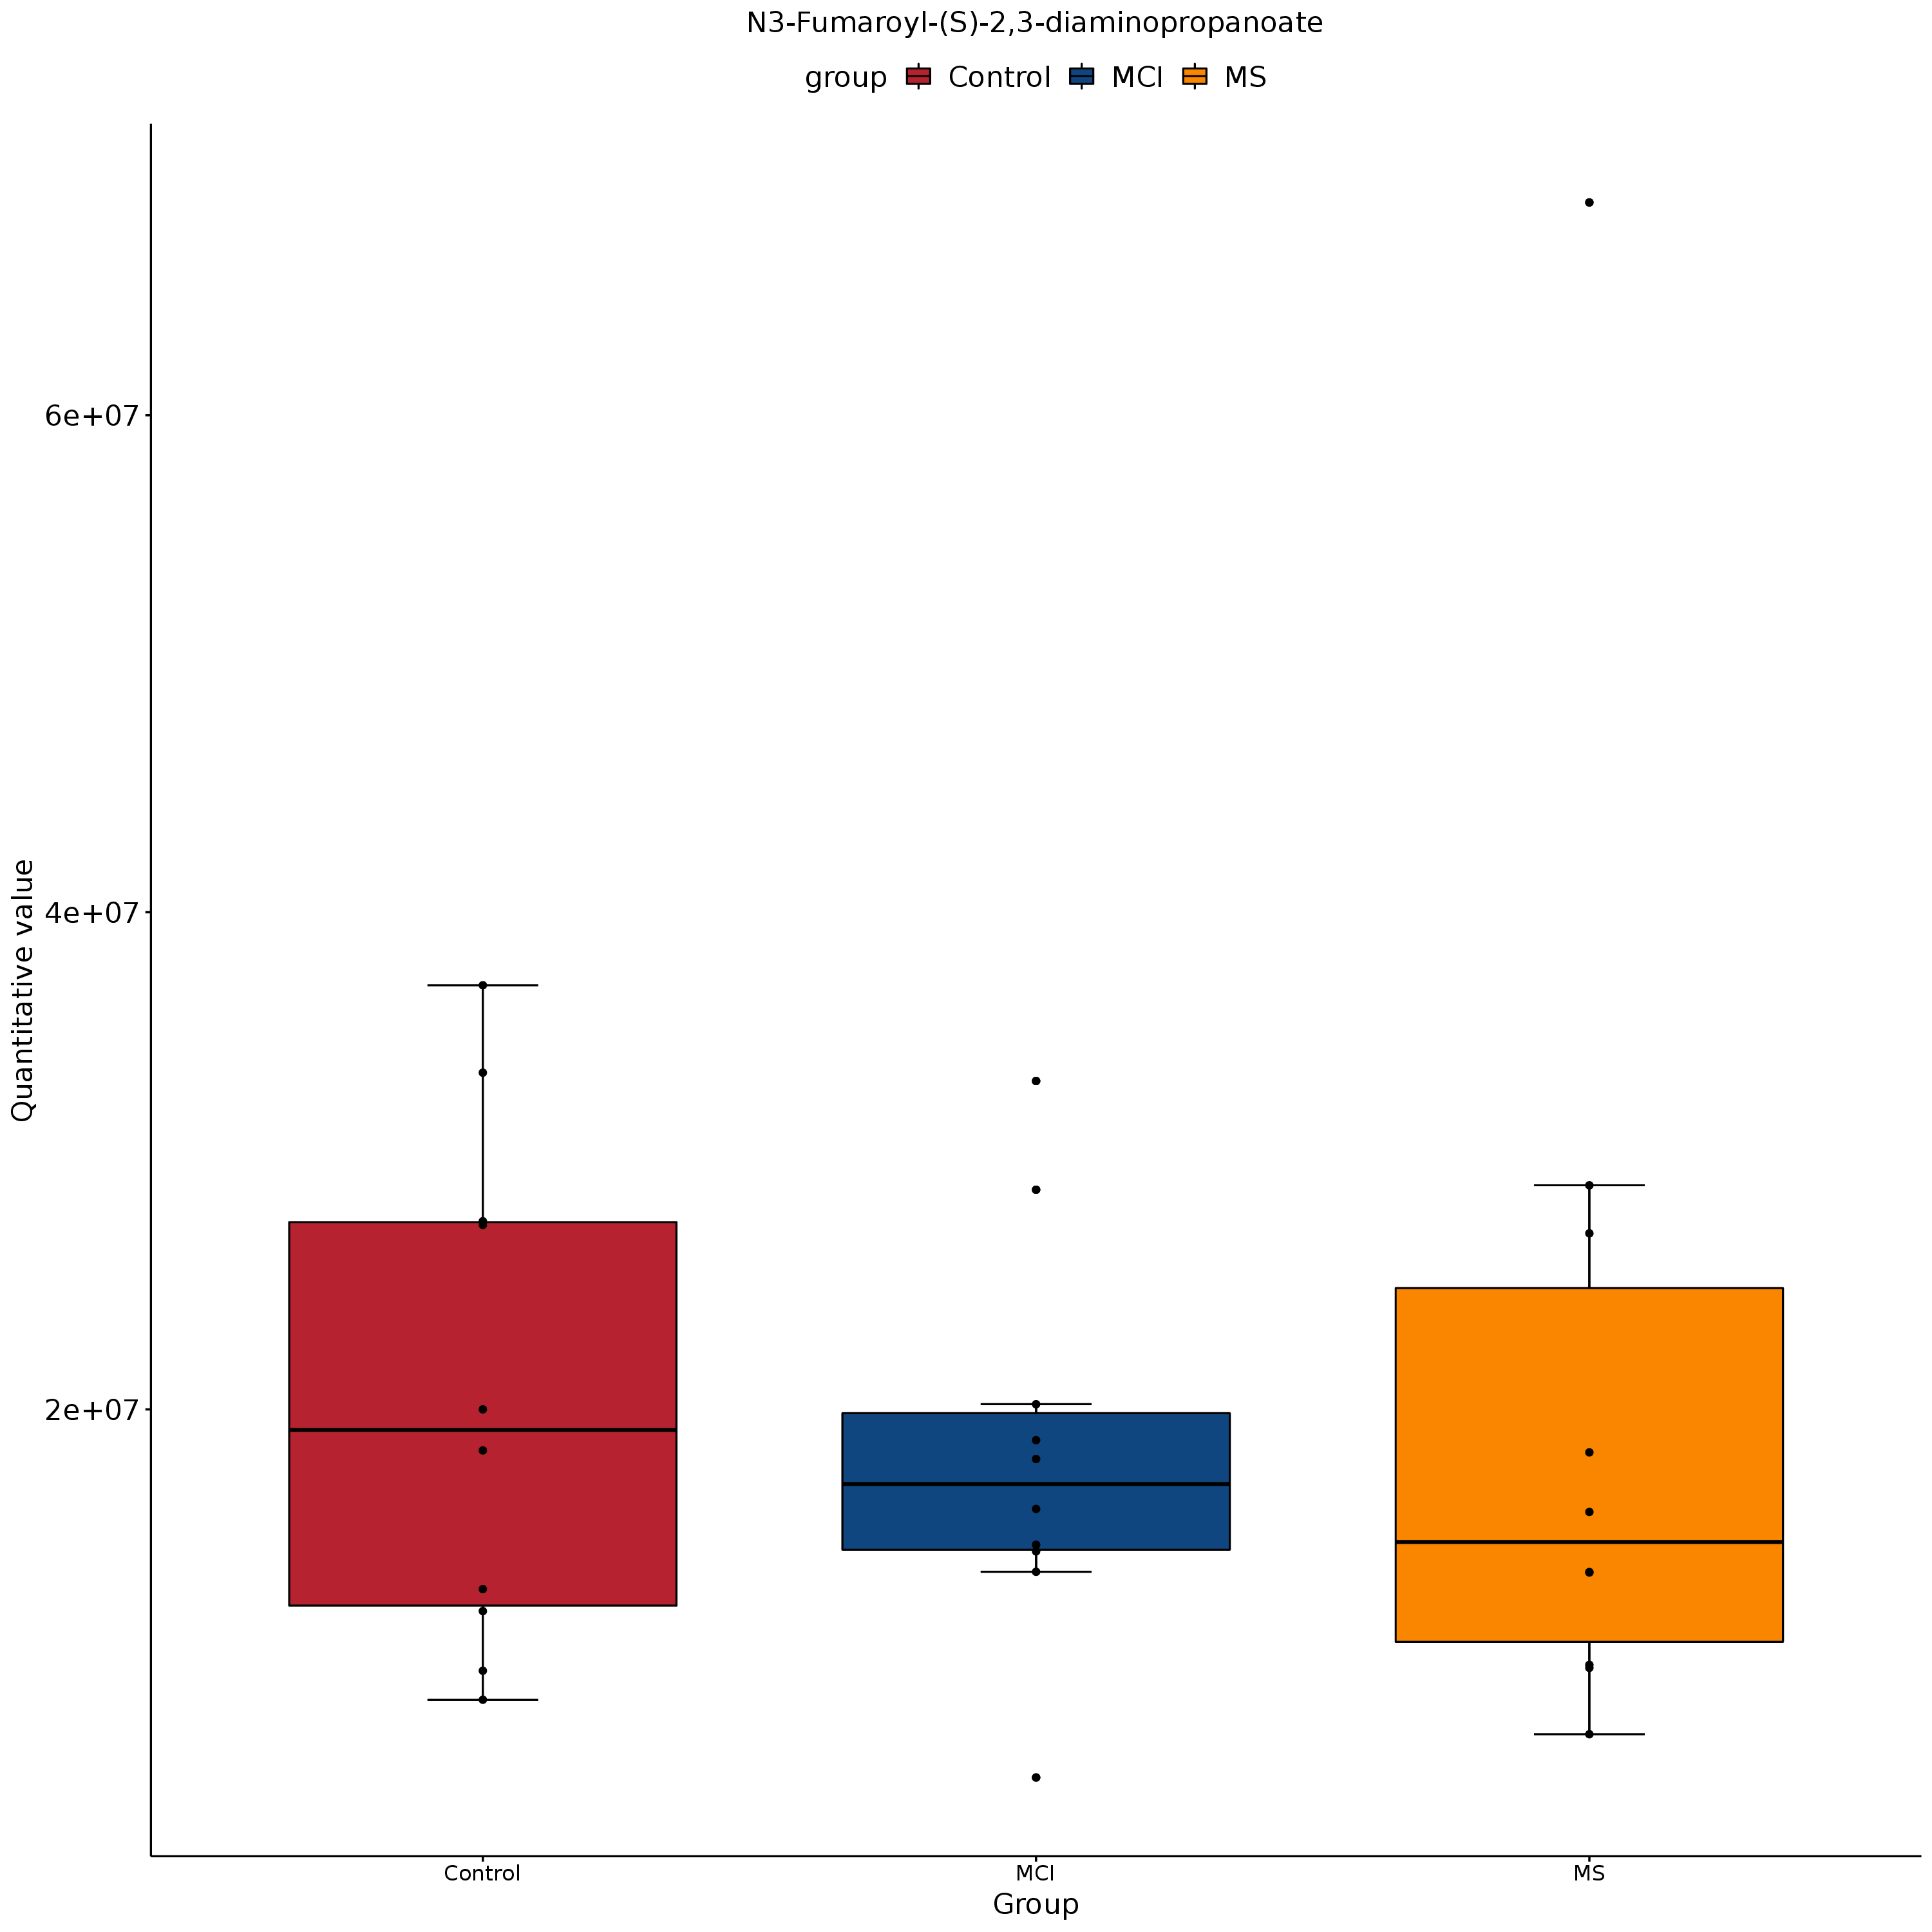 N3-Fumaroyl-(S)-2,3-diaminopropanoate
group Control MCI MS
6e+07
4e+07
2e+07
Quantitative value
Control MCI MS
Group